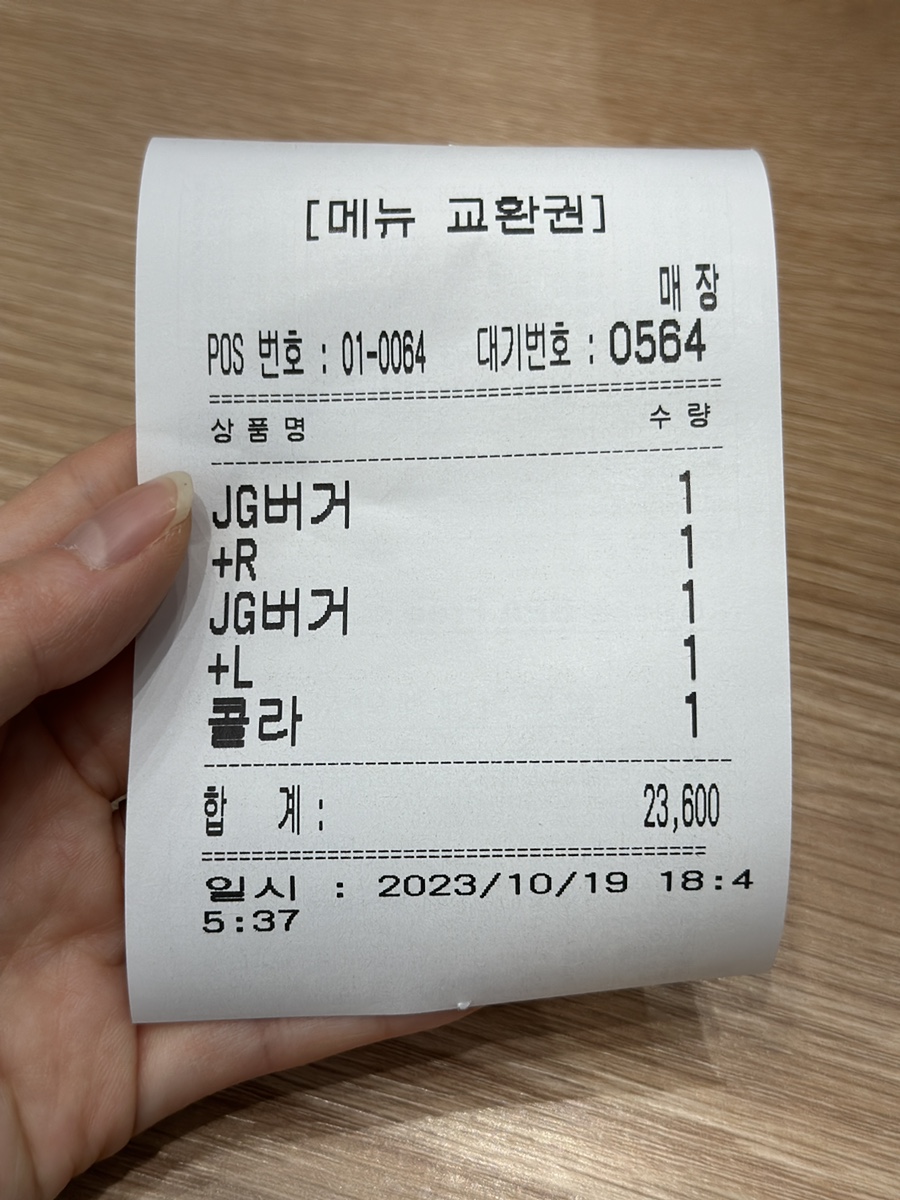 [메뉴 교환권]
매 장
POS 번호 : 01-0064 대기번호 : 0564
상 품 명 수 량
JG버거 1
+R 1
JG버거 1
+L 1
콜라 1
합 계 : 23,600
일시 : 2023/10/19 18:4
5:37